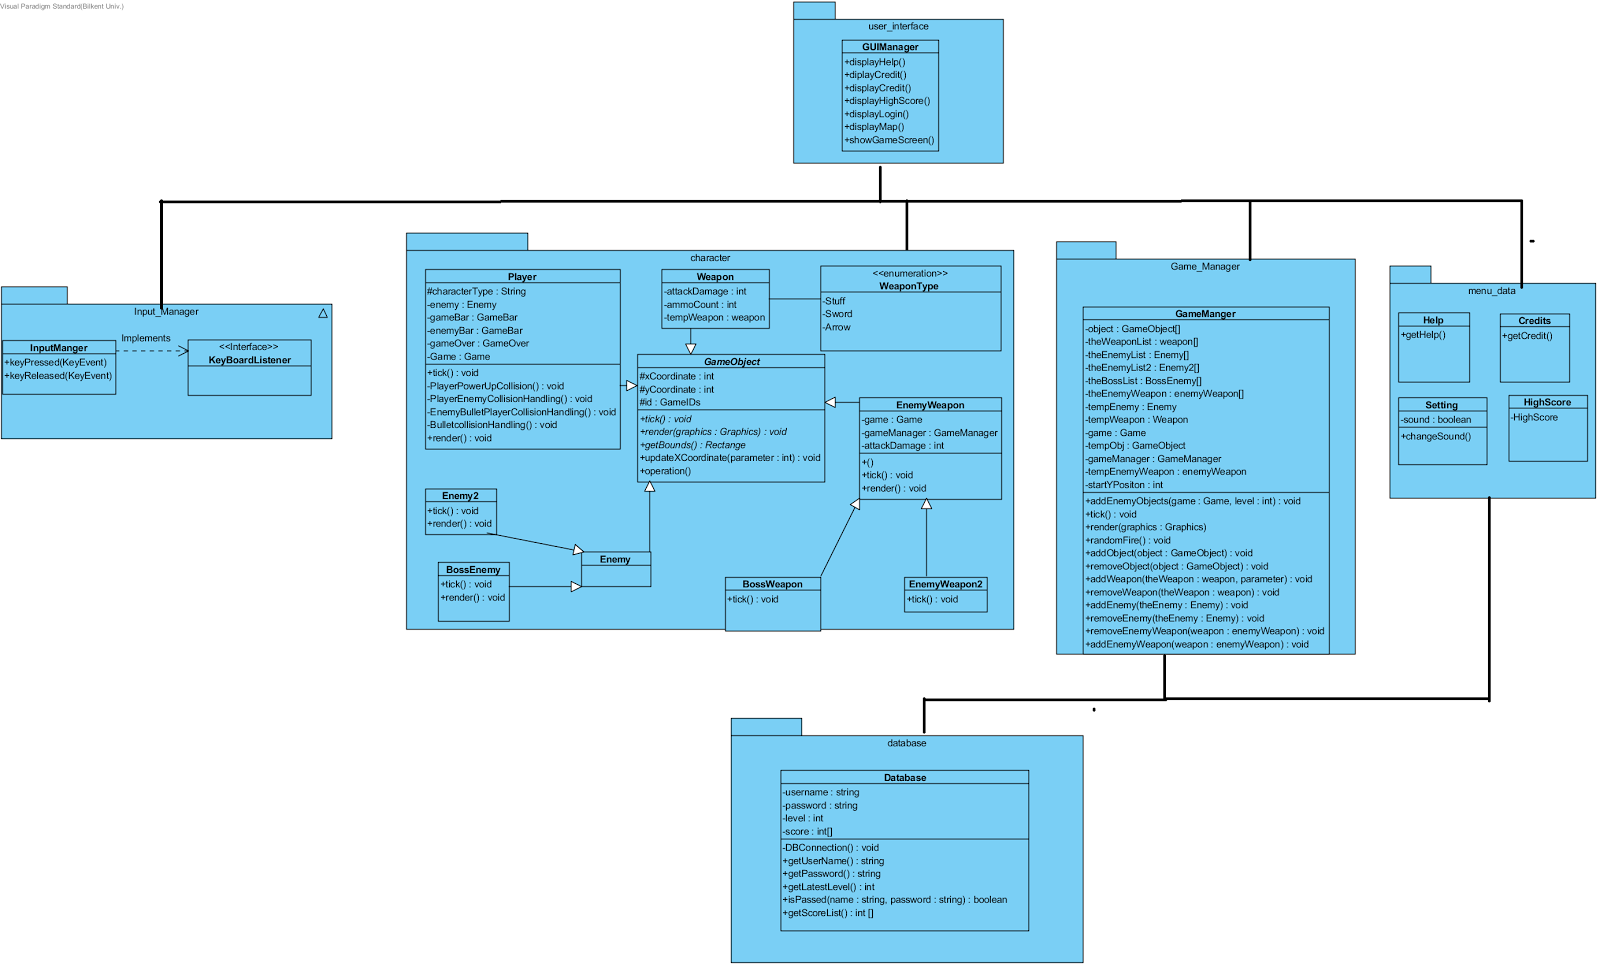 Visual Paradigm Standard(Bilkent Univ.)
user_interface
GUIManager
+displayHelp()
+diplayCredit()
+displayCredit()
+displayHighScore()
+displayLogin()
+displayMap()
+showGameScreen()
Input_Manager
InputManger
+keyPressed(KeyEvent)
+keyReleased(KeyEvent)
Implements
<<Interface>>
KeyBoardListener
character
Player
#characterType : String
-enemy : Enemy
-gameBar : GameBar
-enemyBar : GameBar
-gameOver : GameOver
-Game : Game
+tick() : void
-PlayerPowerUpCollision() : void
-PlayerEnemyCollisionHandling() : void
-EnemyBulletPlayerCollisionHandling() : void
-BulletcollisionHandling() : void
+render() : void
Weapon
-attackDamage : int
-ammoCount : int
-tempWeapon : weapon
<<enumeration>>
WeaponType
-Stuff
-Sword
-Arrow
GameObject
#xCoordinate : int
#yCoordinate : int
#id : GameIDs
+tick() : void
+render(graphics : Graphics) : void
+getBounds() : Rectange
+updateXCoordinate(parameter : int) : void
+operation()
EnemyWeapon
-game : Game
-gameManager : GameManager
-attackDamage : int
+()
+tick() : void
+render() : void
Enemy2
+tick() : void
+render() : void
BossEnemy
+tick() : void
+render() : void
Enemy
BossWeapon
+tick() : void
EnemyWeapon2
+tick() : void
Game_Manager
GameManger
-object : GameObject[]
-theWeaponList : weapon[]
-theEnemyList : Enemy[]
-theEnemyList2 : Enemy2[]
-theBossList : BossEnemy[]
-theEnemyWeapon : enemyWeapon[]
-tempEnemy : Enemy
-tempWeapon : Weapon
-game : Game
-tempObj : GameObject
-gameManager : GameManager
-tempEnemyWeapon : enemyWeapon
-startYPositon : int
+addEnemyObjects(game : Game, level : int) : void
+tick() : void
+render(graphics : Graphics)
+randomFire() : void
+addObject(object : GameObject) : void
+removeObject(object : GameObject) : void
+addWeapon(theWeapon : weapon, parameter) : void
+removeWeapon(theWeapon : weapon) : void
+addEnemy(theEnemy : Enemy) : void
+removeEnemy(theEnemy : Enemy) : void
+removeEnemyWeapon(weapon : enemyWeapon) : void
+addEnemyWeapon(weapon : enemyWeapon) : void
menu_data
Help
+getHelp()
Credits
+getCredit()
Setting
-sound : boolean
+changeSound()
HighScore
-HighScore
database
Database
-username : string
-password : string
-level : int
-score : int[]
-DBConnection() : void
+getUserName() : string
+getPassword() : string
+getLatestLevel() : int
+isPassed(name : string, password : string) : boolean
+getScoreList() : int []